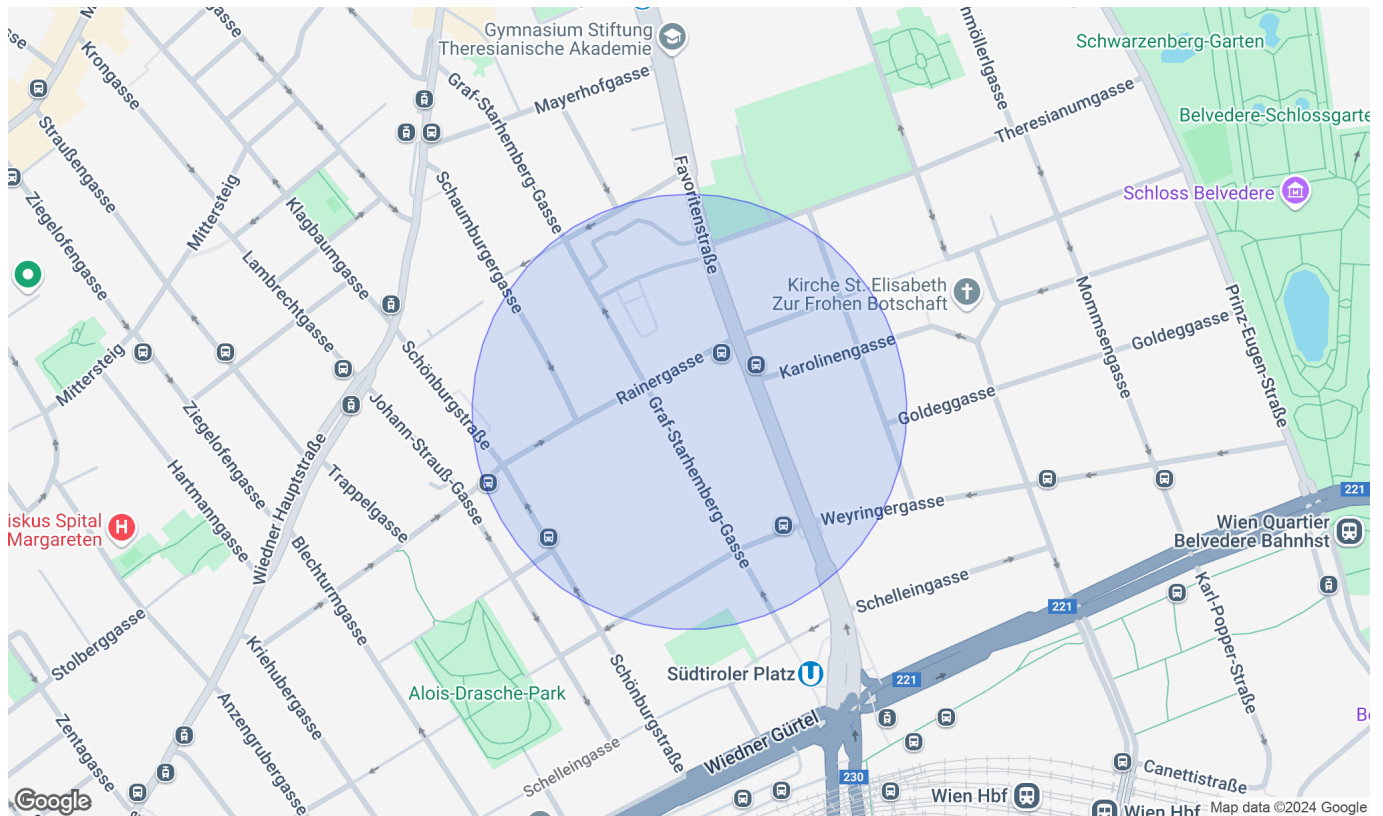 Gymnasium Stiftung
Theresianische Akademie
Schwarzenberg-Garten
Krongasse
Graf-Starhemberg-Gasse
Mayerhofgasse
Theresianumgasse
Belvedere-Schlossgarte
Straußengasse
Favoritenstraße
Schaumburgergasse
Mittersteig
Schloss Belvedere
Ziegelofengasse
Klagbaumgasse
Lambrechtgasse
Kirche St. Elisabeth
Zur Frohen Botschaft
Mommsengasse
Prinz-Eugen-Straße
Goldeggasse
Karolinengasse
Rainergasse
Mittersteig
Schönburgstraße
Johann-Strauß-Gasse
Graf-Starhemberg-Gasse
Goldeggasse
Ziegelofengasse
Hartmanngasse
Wiedner Hauptstraße
Trappelgasse
Weyringergasse
221
iskus Spital
Margareten
H
Wien Quartier
Belvedere Bahnhst
Blechturmgasse
Schelleingasse
221
Karl-Popper-Straße
Stolberggasse
Kriehubergasse
Alois-Drasche-Park
Schönburgstraße
Südtiroler Platz
U
221
Anzengrubergasse
Zentagasse
Wiedner Gürtel
Schelleingasse
230
Canettistraße
Wien Hbf
Wien Hbf
Google
Map data ©2024 Google